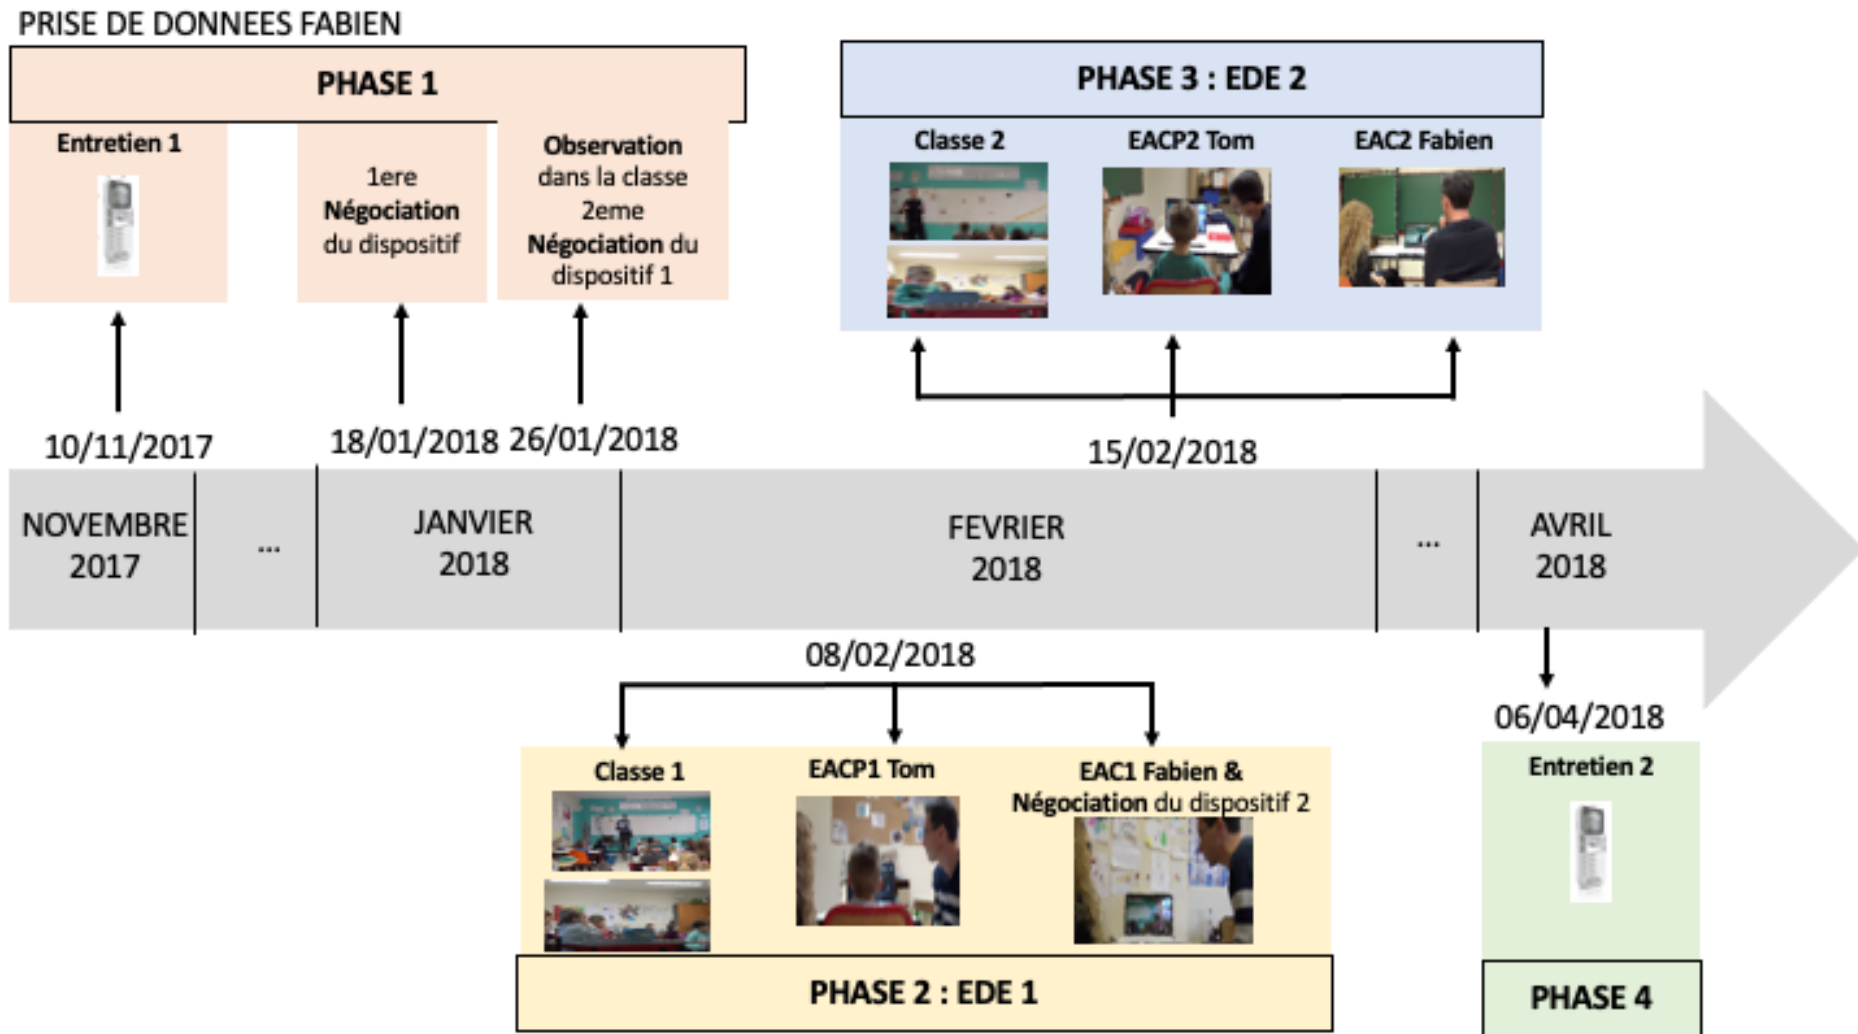 PRISE DE DONNEES FABIEN
PHASE 1
Entretien 1
1ere
Négociation
du dispositif
Observation
dans la classe
2eme
Négociation du
dispositif 1
PHASE 3 : EDE 2
Classe 2
EACP2 Tom
EAC2 Fabien
10/11/2017
18/01/2018
26/01/2018
15/02/2018
NOVEMBRE
2017
...
JANVIER
2018
FEVRIER
2018
...
AVRIL
2018
08/02/2018
06/04/2018
Classe 1
EACP1 Tom
EAC1 Fabien &
Négociation du dispositif 2
PHASE 2 : EDE 1
Entretien 2
PHASE 4